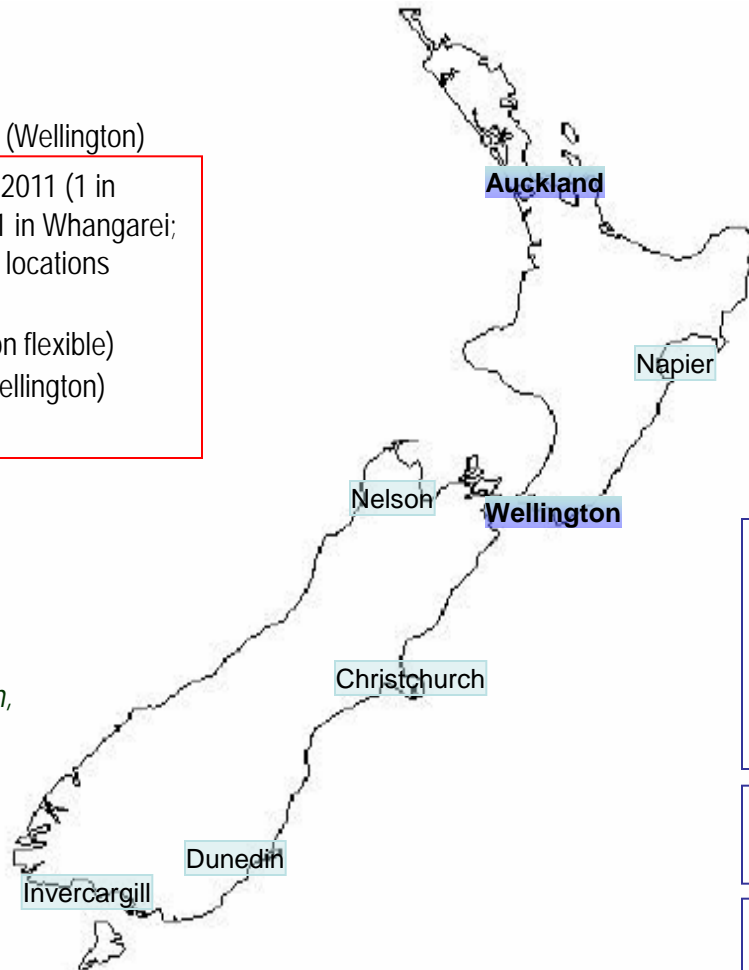 (Wellington)
2011 (1 in
1 in Whangarei;
locations
on flexible)
ellington)
n,
Auckland
Napier
Nelson
Wellington
Christchurch
Dunedin
Invercargill